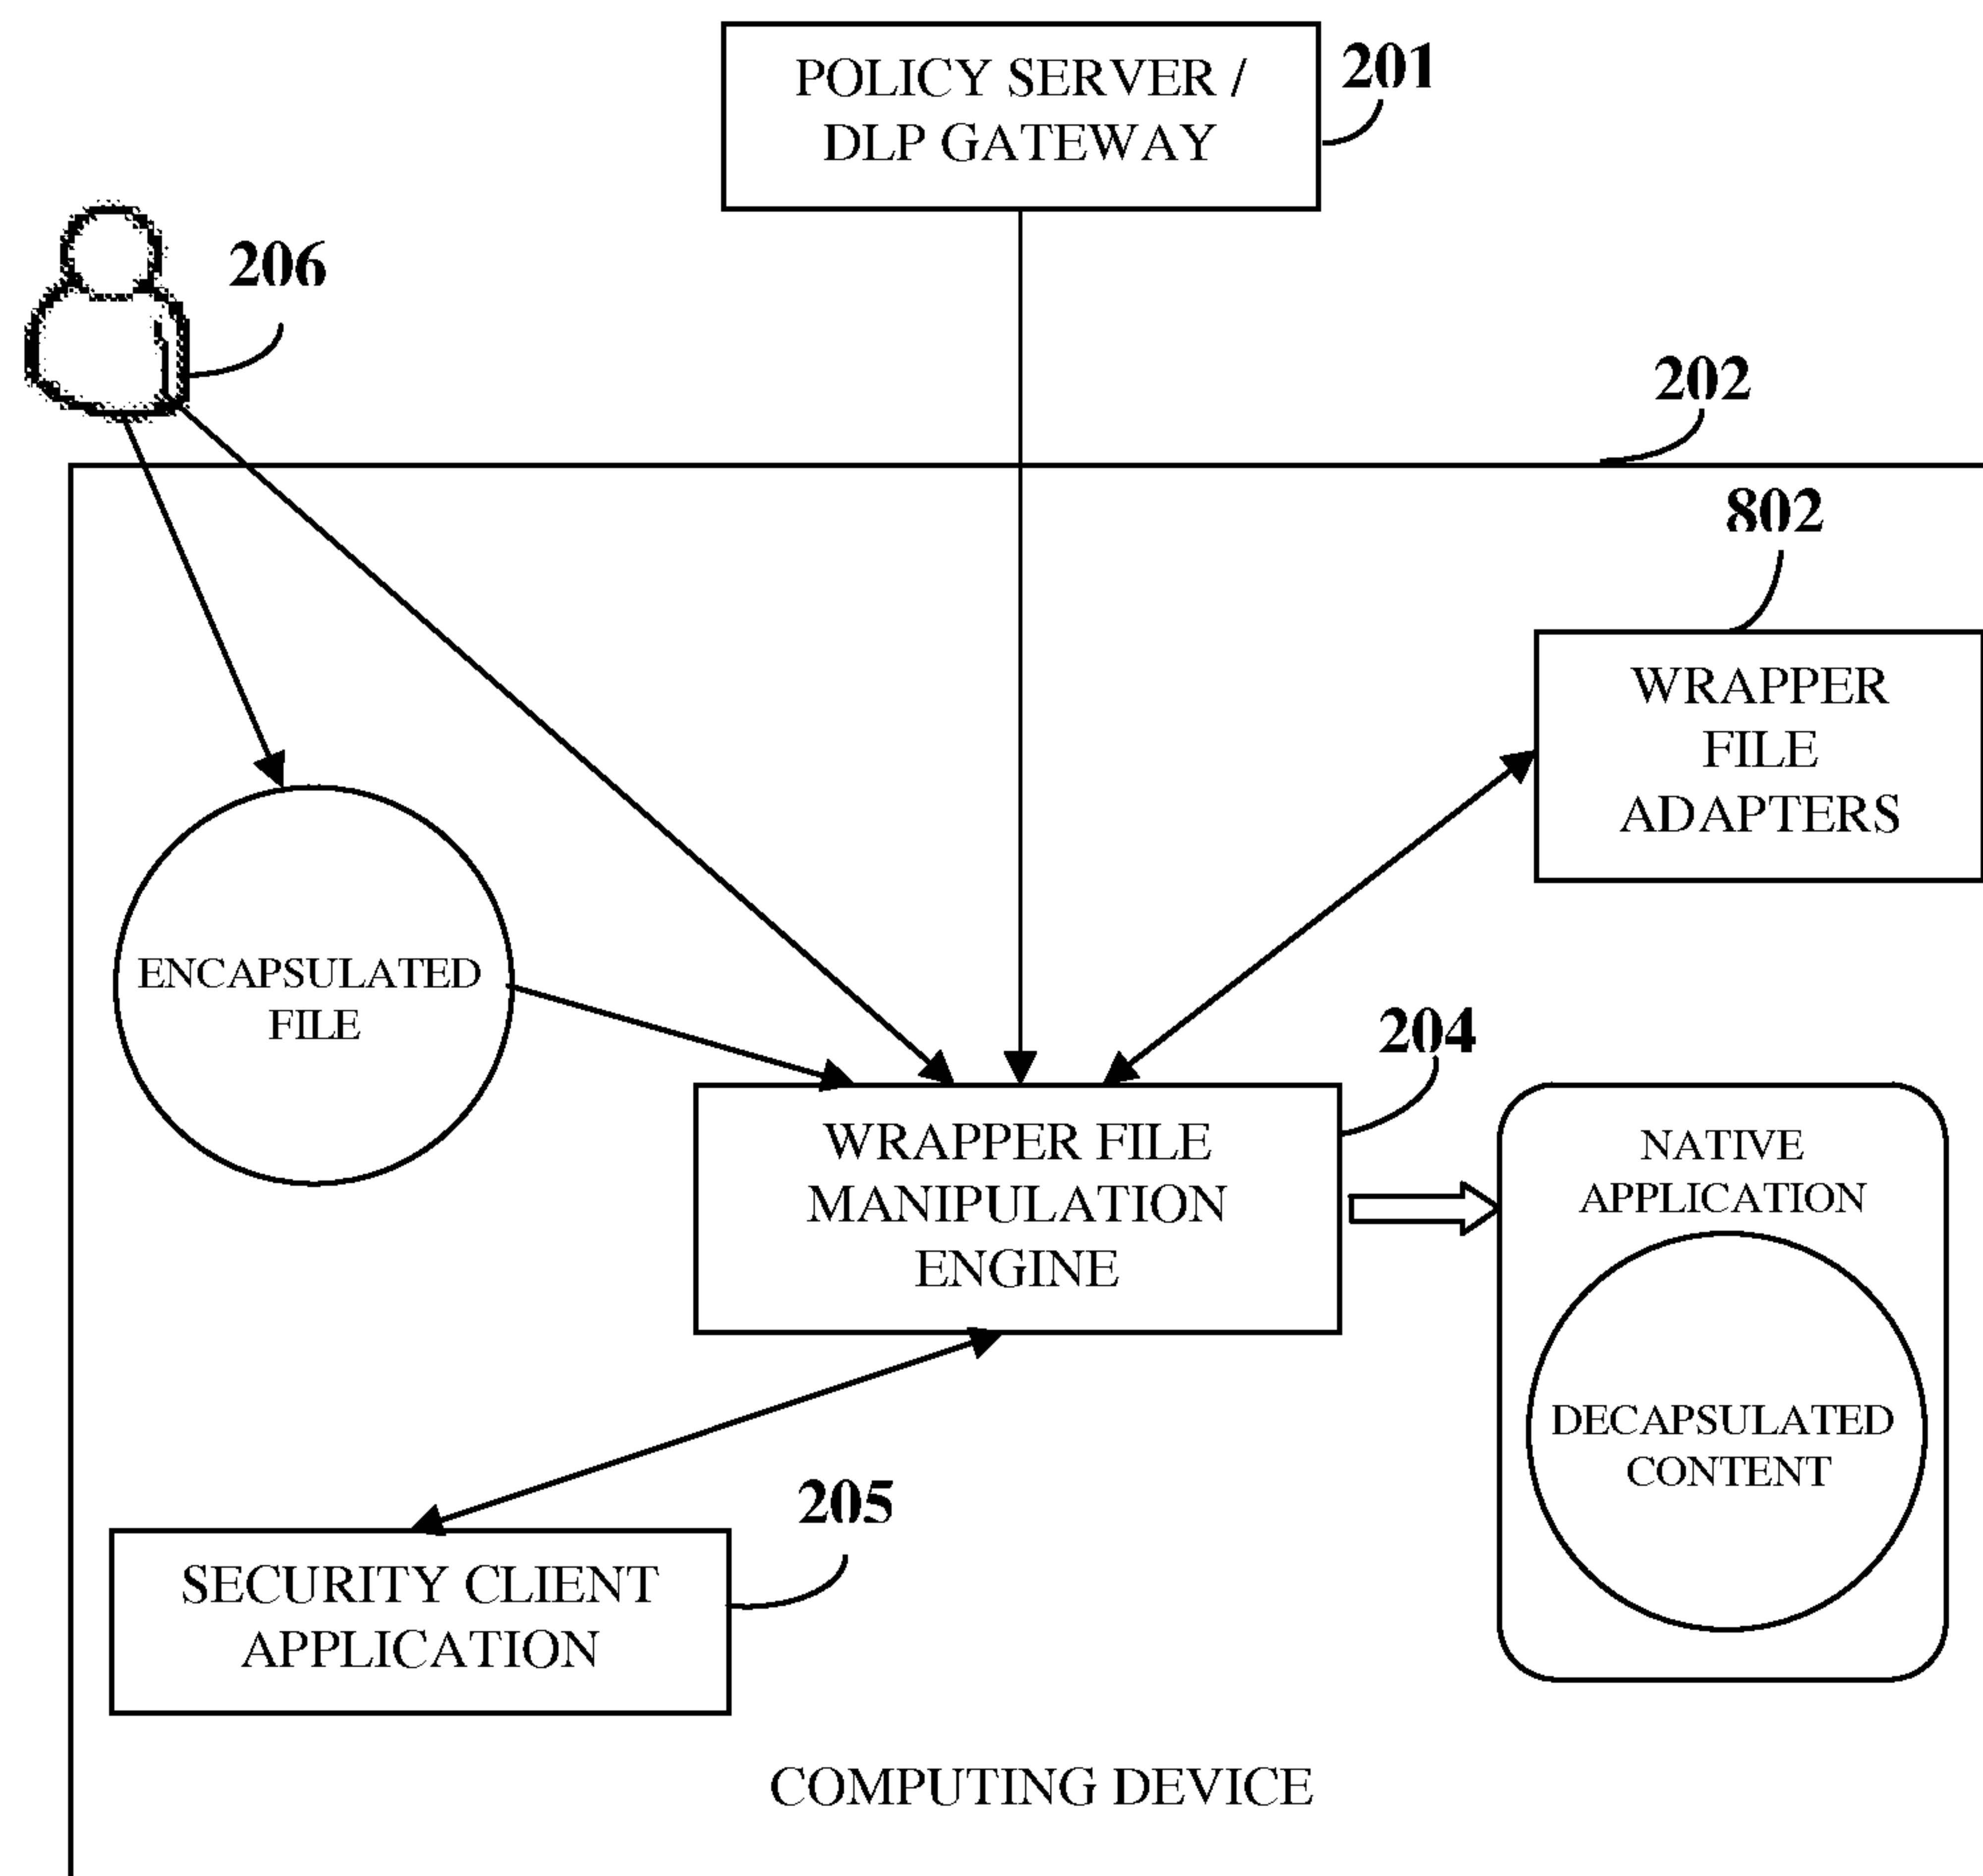 POLICY SERVER /
DLP GATEWAY
201
206
202
802
WRAPPER
FILE
ADAPTERS
ENCAPSULATED
FILE
204
WRAPPER FILE
MANIPULATION
ENGINE
NATIVE
APPLICATION
DECAPSULATED
CONTENT
205
SECURITY CLIENT
APPLICATION
COMPUTING DEVICE